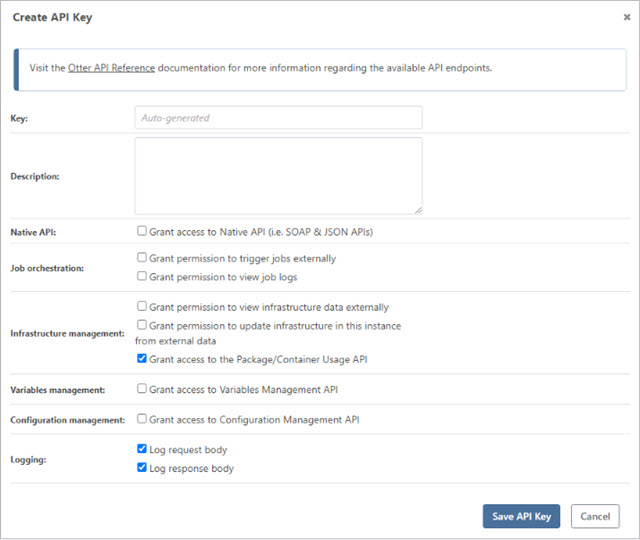 Create API Key
Visit the Otter API Reference documentation for more information regarding the available API endpoints.
Key:
Auto-generated
Description:
Native API:
Grant access to Native API (i.e. SOAP & JSON APIs)
Job orchestration:
Grant permission to trigger jobs externally
Grant permission to view job logs
Infrastructure management:
Grant permission to view infrastructure data externally
Grant permission to update infrastructure in this instance
from external data
Grant access to the Package/Container Usage API
Variables management:
Grant access to Variables Management API
Configuration management:
Grant access to Configuration Management API
Logging:
Log request body
Log response body
Save API Key
Cancel